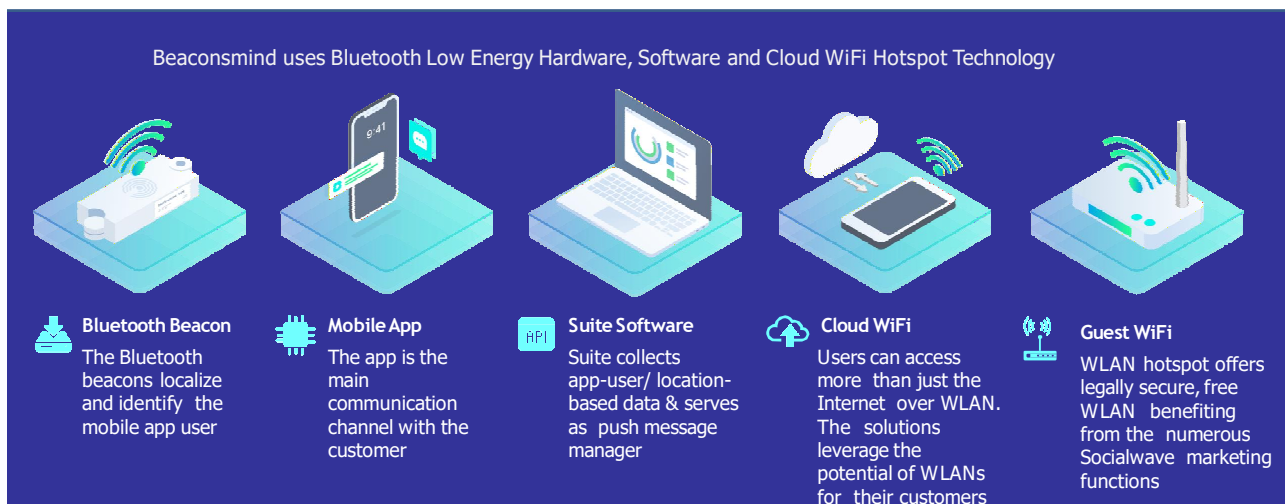 Beaconsmind uses Bluetooth Low Energy Hardware, Software and Cloud WiFi Hotspot Technology
9:41
Bluetooth Beacon
The Bluetooth
beacons localize
and identify the
mobile app user
Mobile App
The app is the
main
communication
channel with the
customer
API
Suite Software
Suite collects
app-user/ location-
based data & serves
as push message
manager
Cloud WiFi
Users can access
more than just the
Internet over WLAN.
The solutions
leverage the
potential of WLANs
for their customers
Guest WiFi
WLAN hotspot offers
legally secure, free
WLAN benefiting
from the numerous
Socialwave marketing
functions